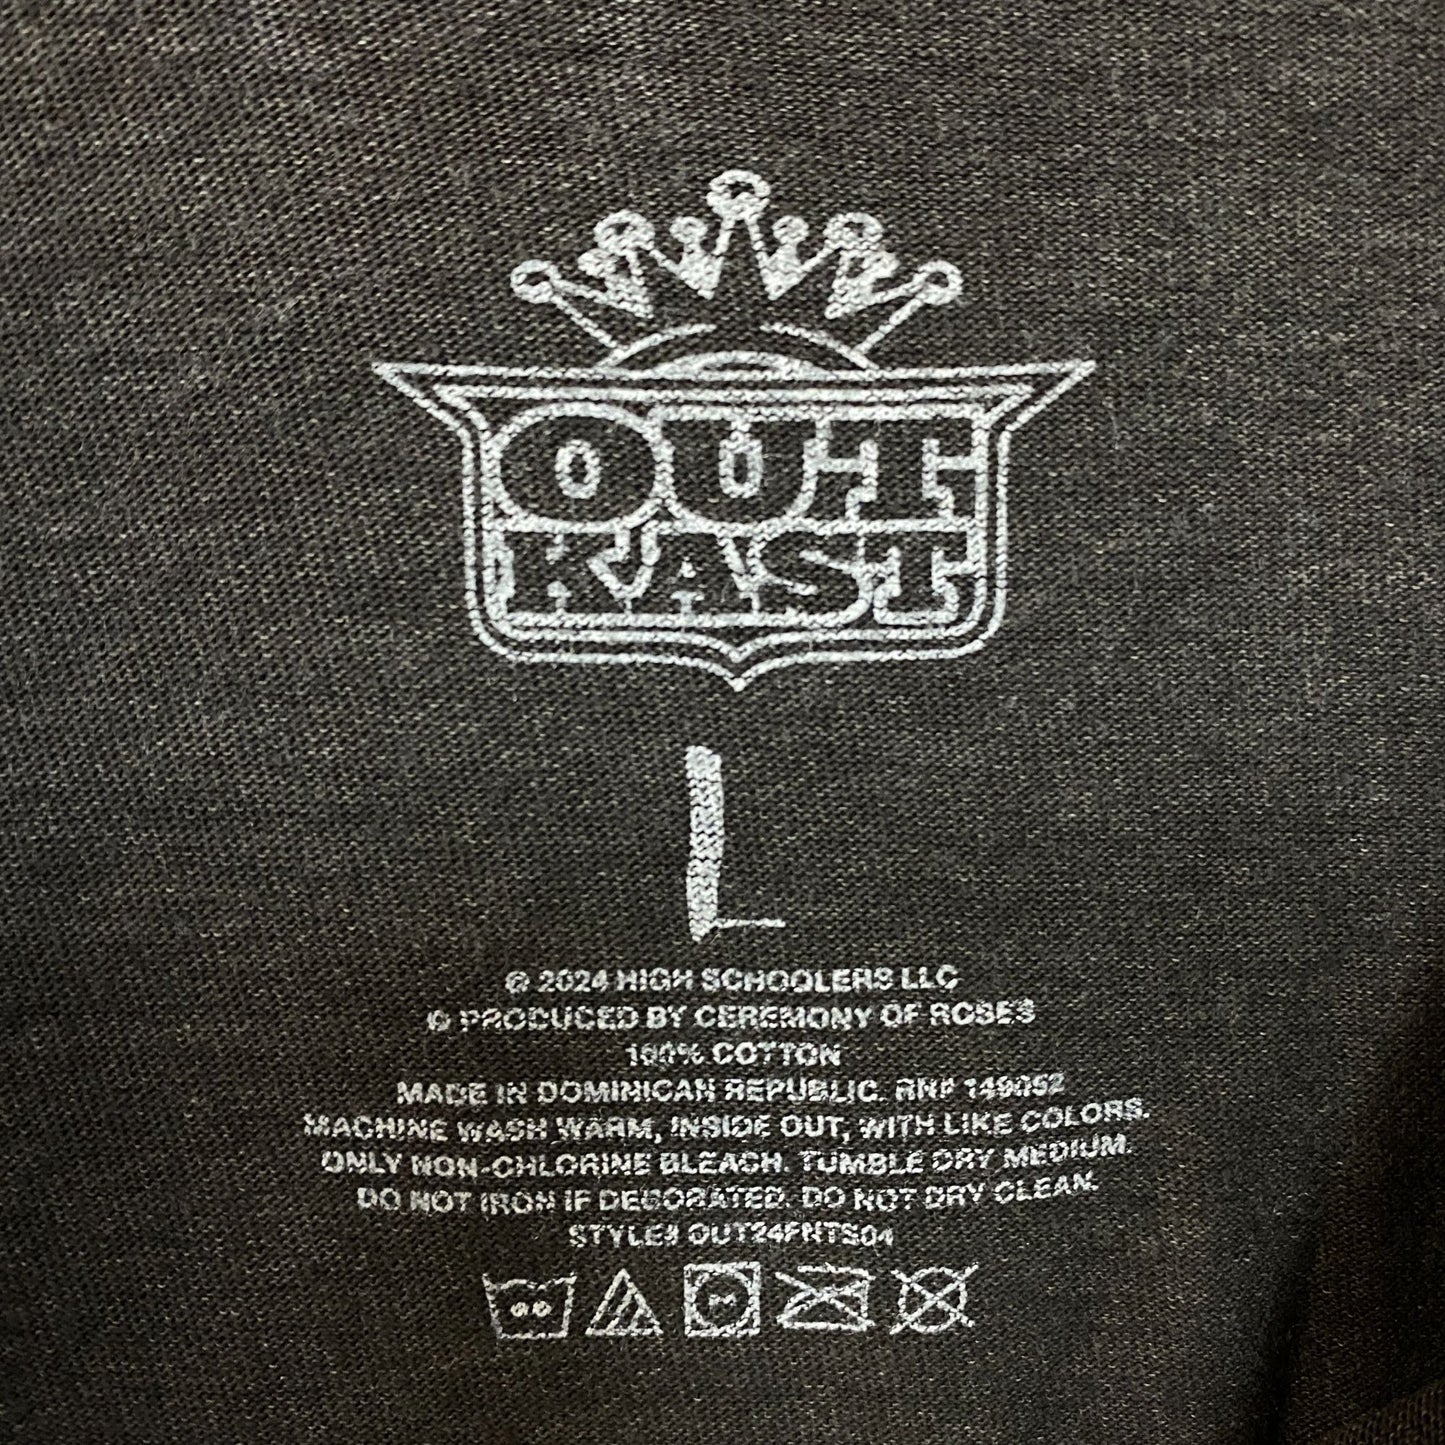 OUT
KAST
L
© 2024 HIGH SCHOOLERS LLC
© PRODUCED BY CEREMONY OF ROSES
100% COTTON
MADE IN DOMINICAN REPUBLIC. RN# 149052
MACHINE WASH WARM, INSIDE OUT, WITH LIKE COLORS.
ONLY NON-CHLORINE BLEACH. TUMBLE DRY MEDIUM.
DO NOT IRON IF DECORATED. DO NOT DRY CLEAN.
STYLE# OUT24FNTS04